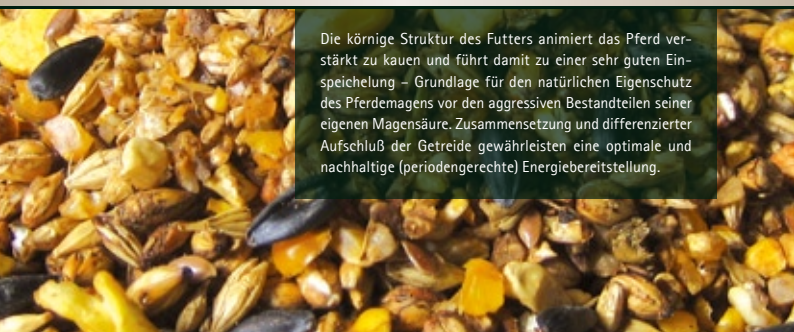 Die körnige Struktur des Futters animiert das Pferd ver-
stärkt zu kauen und führt damit zu einer sehr guten Ein-
speichelung – Grundlage für den natürlichen Eigenschutz
des Pferdemagens vor den aggressiven Bestandteilen seiner
eigenen Magensäure. Zusammensetzung und differenzierter
Aufschluß der Getreide gewährleisten eine optimale und
nachhaltige (periodengerechte) Energiebereitstellung.